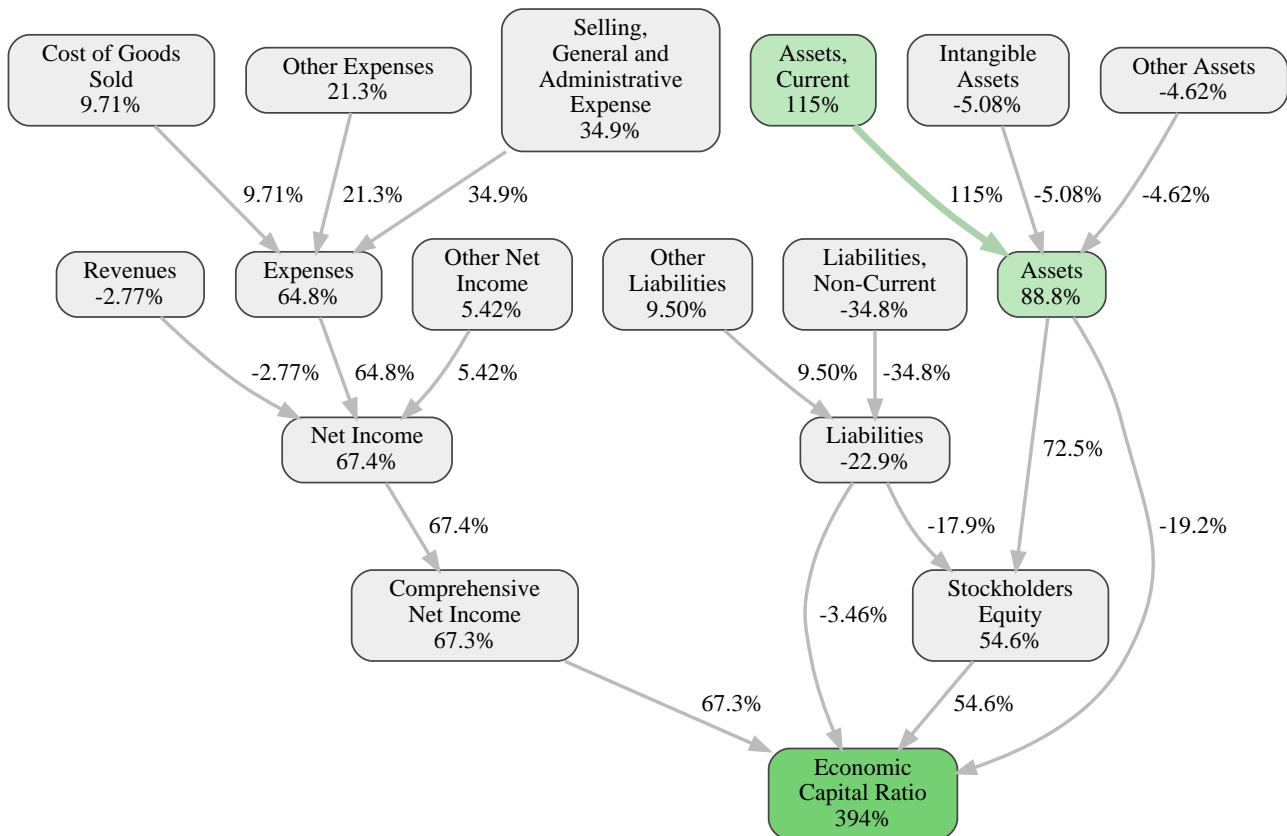 Cost of Goods
Sold
9.71%
Other Expenses
21.3%
Selling,
General and
Administrative
Expense
34.9%
Assets,
Current
115%
Intangible
Assets
-5.08%
Other Assets
-4.62%
9.71%
21.3%
34.9%
115%
-5.08%
-4.62%
Revenues
-2.77%
Expenses
64.8%
Other Net
Income
5.42%
Other
Liabilities
9.50%
Liabilities,
Non-Current
-34.8%
Assets
88.8%
-2.77%
64.8%
5.42%
9.50%
-34.8%
Net Income
67.4%
Liabilities
-22.9%
72.5%
67.4%
-17.9%
-19.2%
Comprehensive
Net Income
67.3%
-3.46%
Stockholders
Equity
54.6%
67.3%
54.6%
Economic
Capital Ratio
394%